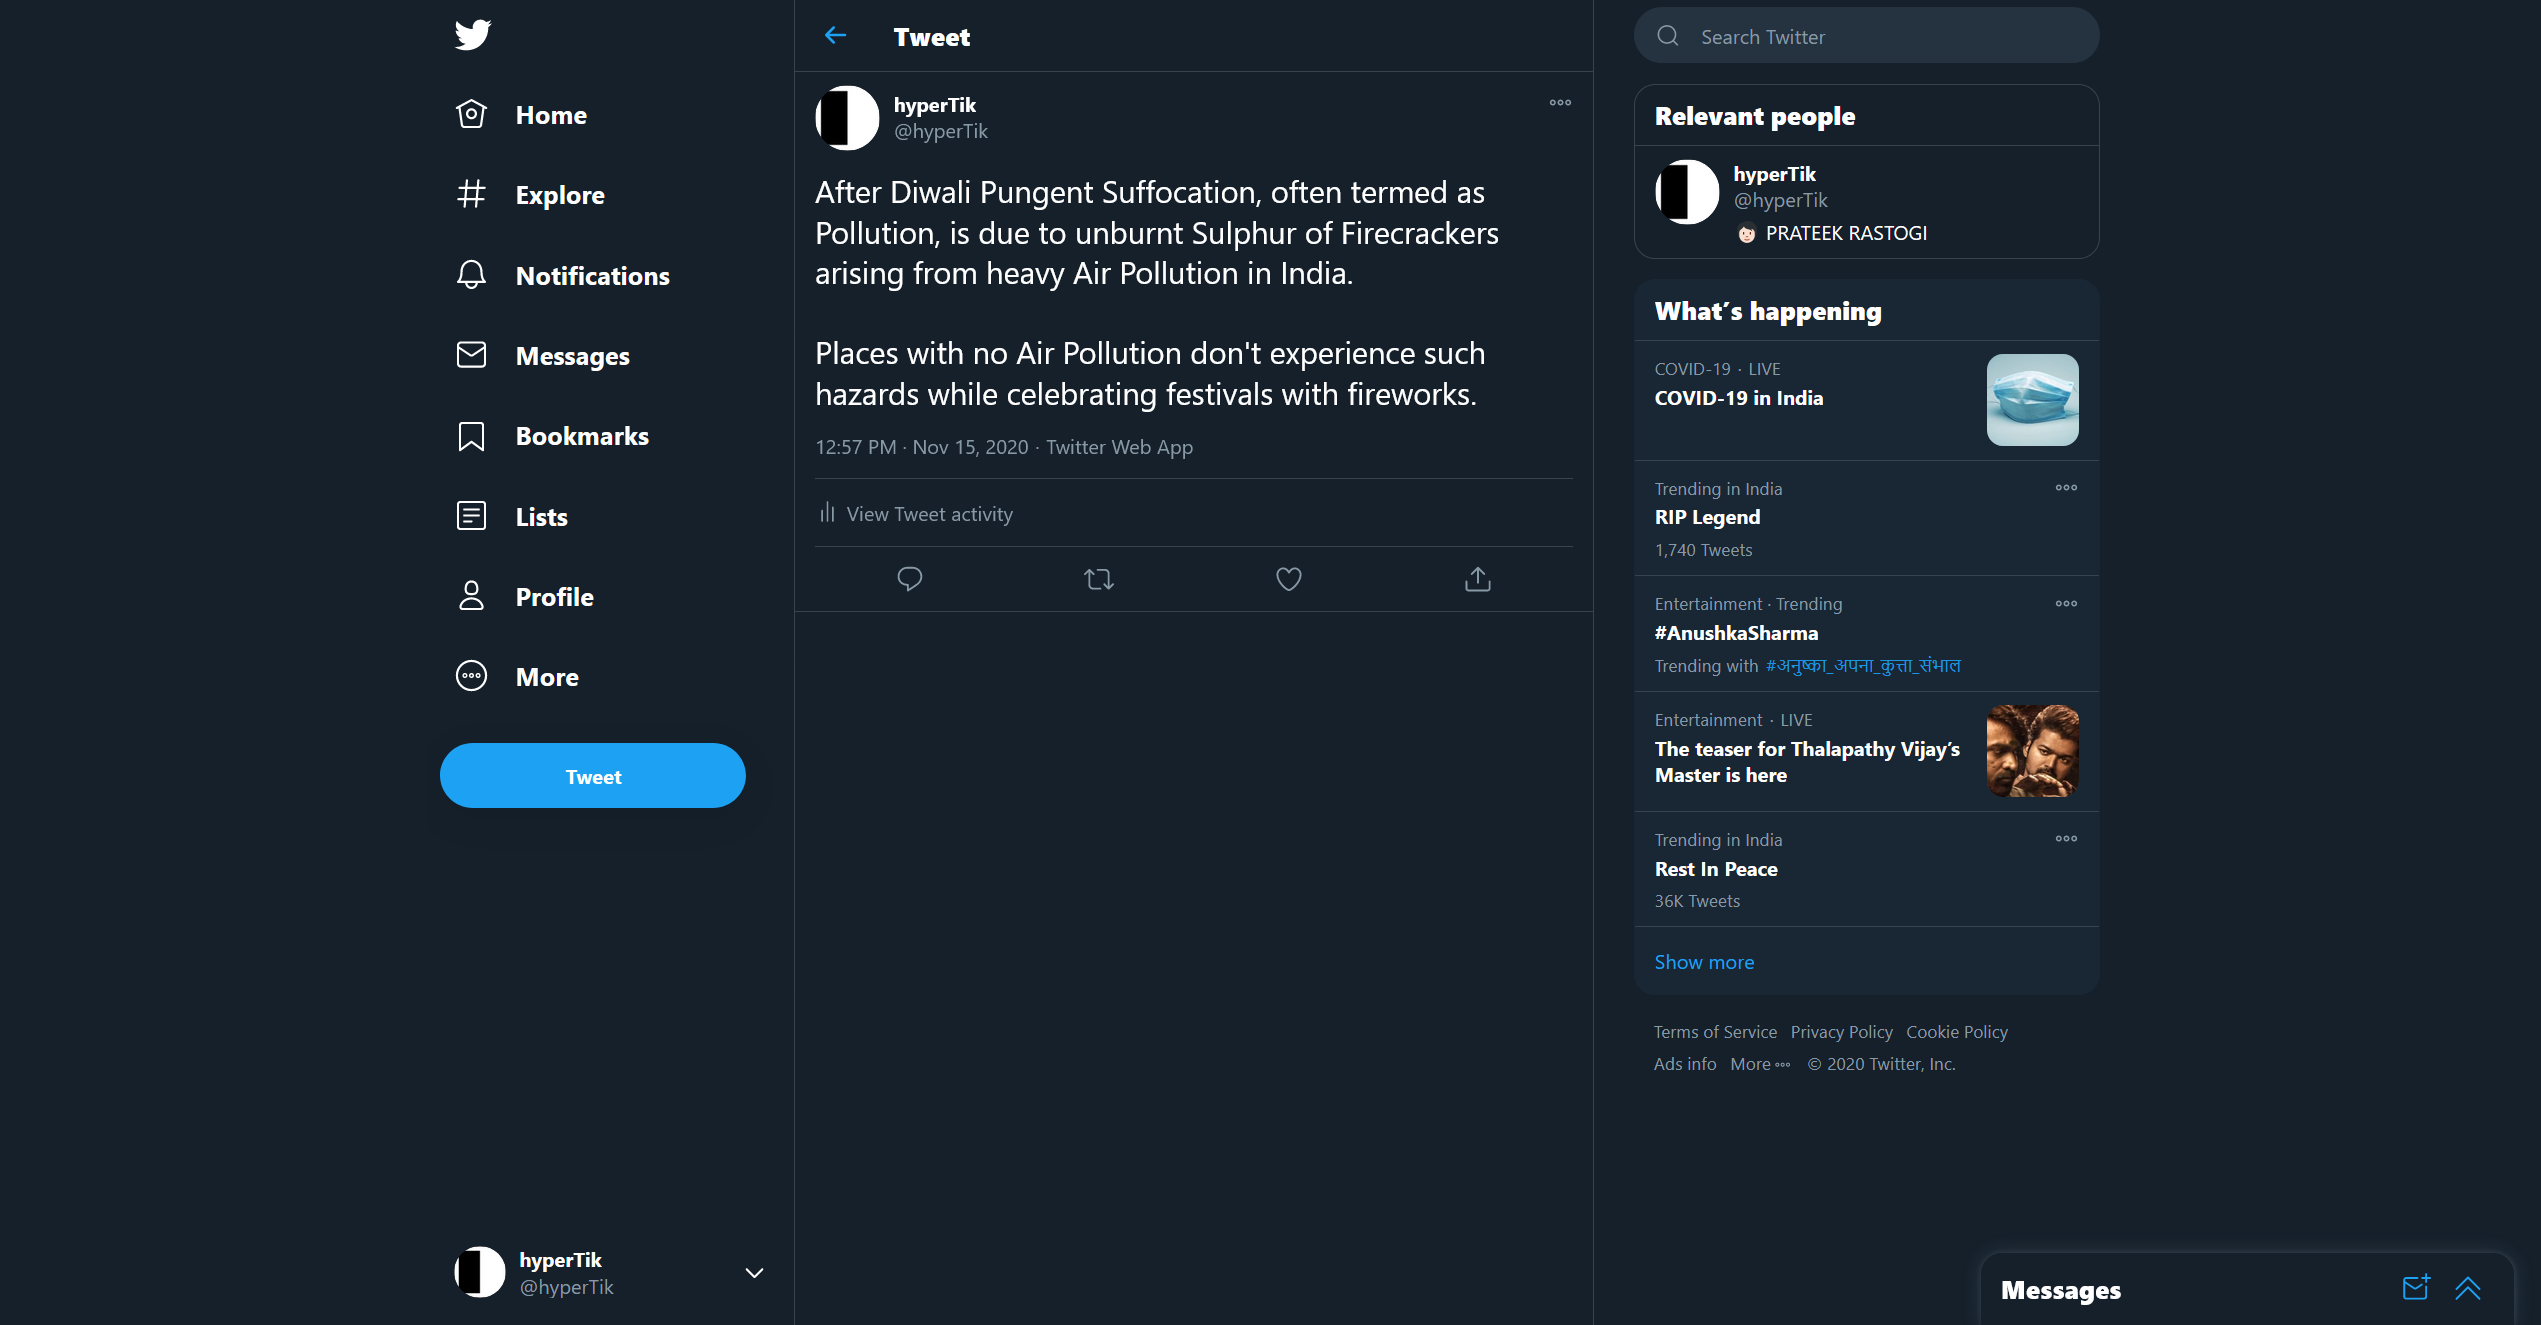 Home
Explore
Notifications
Messages
Bookmarks
Lists
Profile
More
Tweet
hyperTik
@hyperTik
Tweet
hyperTik
@hyperTik
After Diwali Pungent Suffocation, often termed as
Pollution, is due to unburnt Sulphur of Firecrackers
arising from heavy Air Pollution in India.
Places with no Air Pollution don't experience such
hazards while celebrating festivals with fireworks.
12:57 PM · Nov 15, 2020 · Twitter Web App
View Tweet activity
Search Twitter
Relevant people
hyperTik
@hyperTik
PRATEEK RASTOGI
What's happening
COVID-19 · LIVE
COVID-19 in India
Trending in India
RIP Legend
1,740 Tweets
Entertainment · Trending
#AnushkaSharma
Trending with #अनुष्का_अपना_कुत्ता_संभाल
Entertainment · LIVE
The teaser for Thalapathy Vijay’s
Master is here
Trending in India
Rest In Peace
36K Tweets
Show more
Terms of Service Privacy Policy Cookie Policy
Ads info More © 2020 Twitter, Inc.
Messages